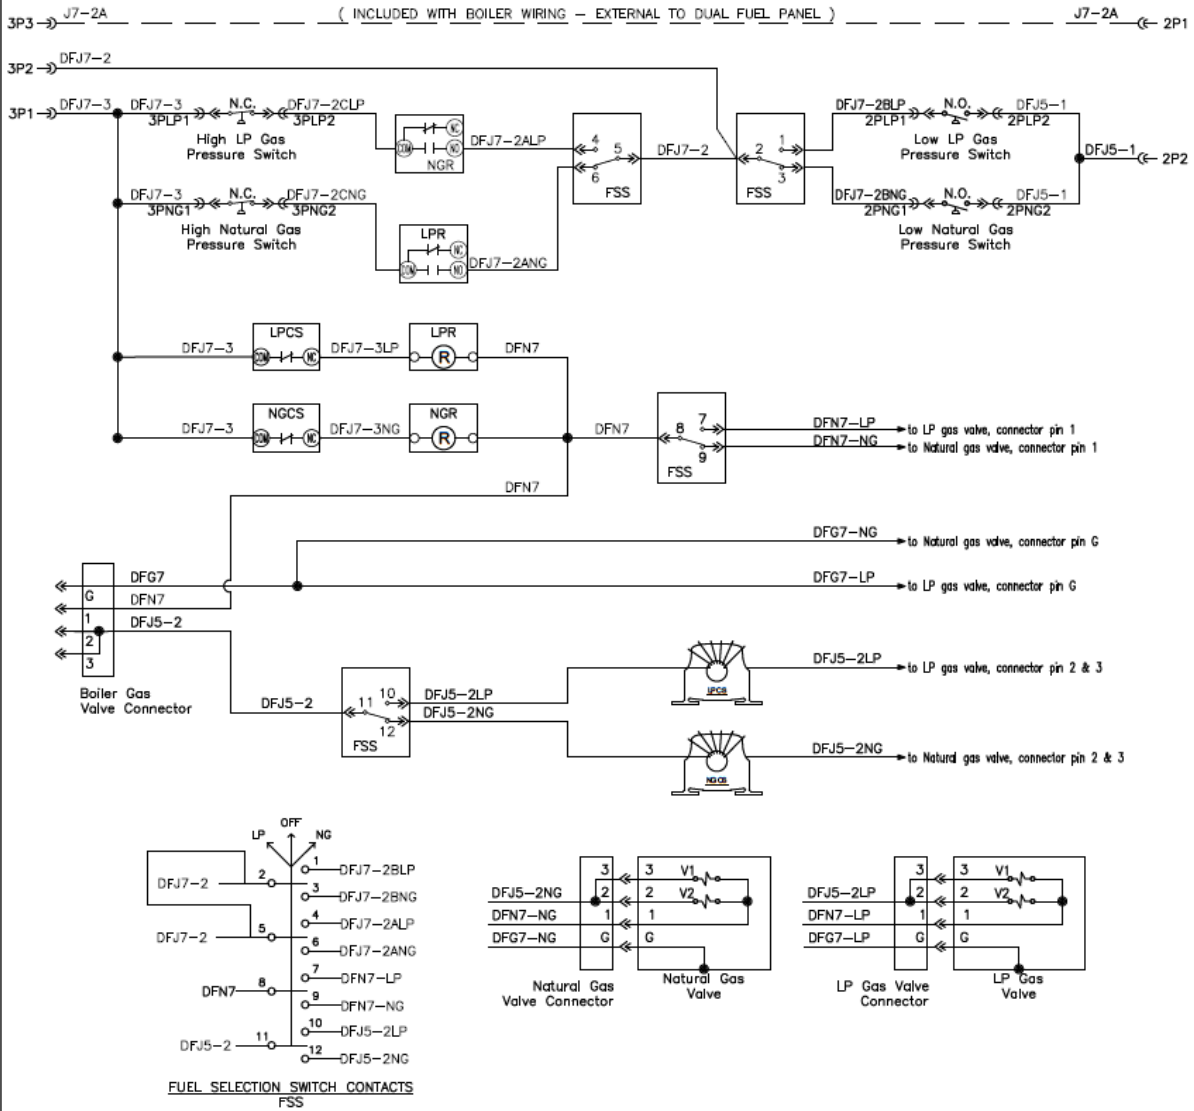 J7-2A ( INCLUDED WITH BOILER WIRING - EXTERNAL TO DUAL FUEL PANEL ) J7-2A
3P3 2P1
DFJ7-2
3P2
3P1 DFJ7-3 DFJ7-3 N.C. DFJ7-2CLP
3PLP1 3PLP2
High LP Gas
Pressure Switch
NC
COM NO
NGR
DFJ7-2ALP
4
5
6
FSS
DFJ7-2
1
2
3
FSS
DFJ7-2BLP N.O. DFJ5-1
2PLP1 2PLP2
Low LP Gas
Pressure Switch
DFJ5-1 2P2
DFJ7-3 N.C. DFJ7-2CNG
3PNG1 3PNG2
High Natural Gas
Pressure Switch
LPR
NC
COM NO
DFJ7-2ANG
DFJ7-2BNG N.O. DFJ5-1
2PNG1 2PNG2
Low Natural Gas
Pressure Switch
LPCS LPR
DFJ7-3 COM NC DFJ7-3LP R DFN7
NGCS NGR
DFJ7-3 COM NC DFJ7-3NG R DFN7
7
8
9
FSS
DFN7-LP to LP gas valve, connector pin 1
DFN7-NG to Natural gas valve, connector pin 1
DFN7
DFG7-NG to Natural gas valve, connector pin G
DFG7 DFG7-LP to LP gas valve, connector pin G
G
DFN7
1
DFJ5-2
2
3
Boiler Gas
Valve Connector
DFJ5-2
10
11
12
FSS
DFJ5-2LP
DFJ5-2NG
LPCS
DFJ5-2LP to LP gas valve, connector pin 2 & 3
NGCS
DFJ5-2NG to Natural gas valve, connector pin 2 & 3
OFF
LP NG
1 DFJ7-2BLP
DFJ7-2 2
3 DFJ7-2BNG
4 DFJ7-2ALP
DFJ7-2 5
6 DFJ7-2ANG
7 DFN7-LP
DFN7 8
9 DFN7-NG
10 DFJ5-2LP
DFJ5-2 11
12 DFJ5-2NG
FUEL SELECTION SWITCH CONTACTS
FSS
3 3 V1
DFJ5-2NG 2 2 V2
DFN7-NG 1 1
DFG7-NG G G
Natural Gas
Valve Connector
Natural Gas
Valve
3 3 V1
DFJ5-2LP 2 2 V2
DFN7-LP 1 1
DFG7-LP G G
LP Gas Valve
Connector
LP Gas
Valve